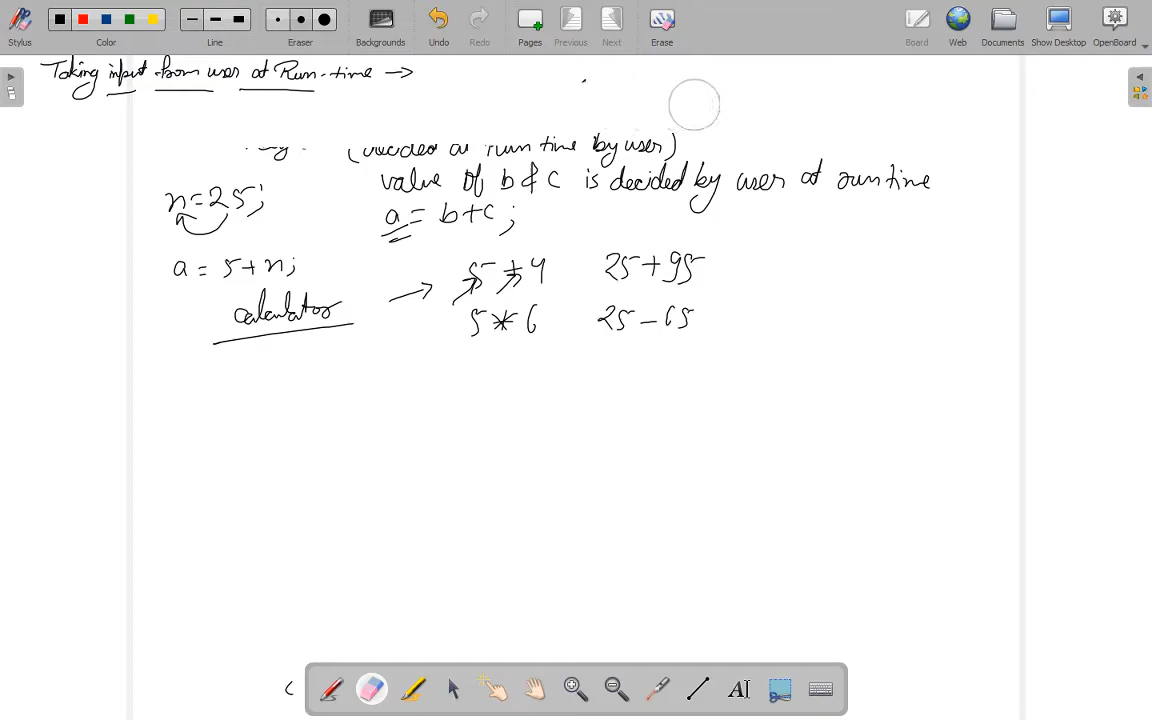 Stylus Color Line Eraser Backgrounds Undo Redo Pages Previous Next Erase Board Web Documents Show Desktop OpenBoard
Taking input from user at Run-time →
run time by user)
n=25; value of b & c is decided by user at runtime
a = b+c;
a = 5+n; 5 + 4 25+95
calculator →
5 * 6 25-65